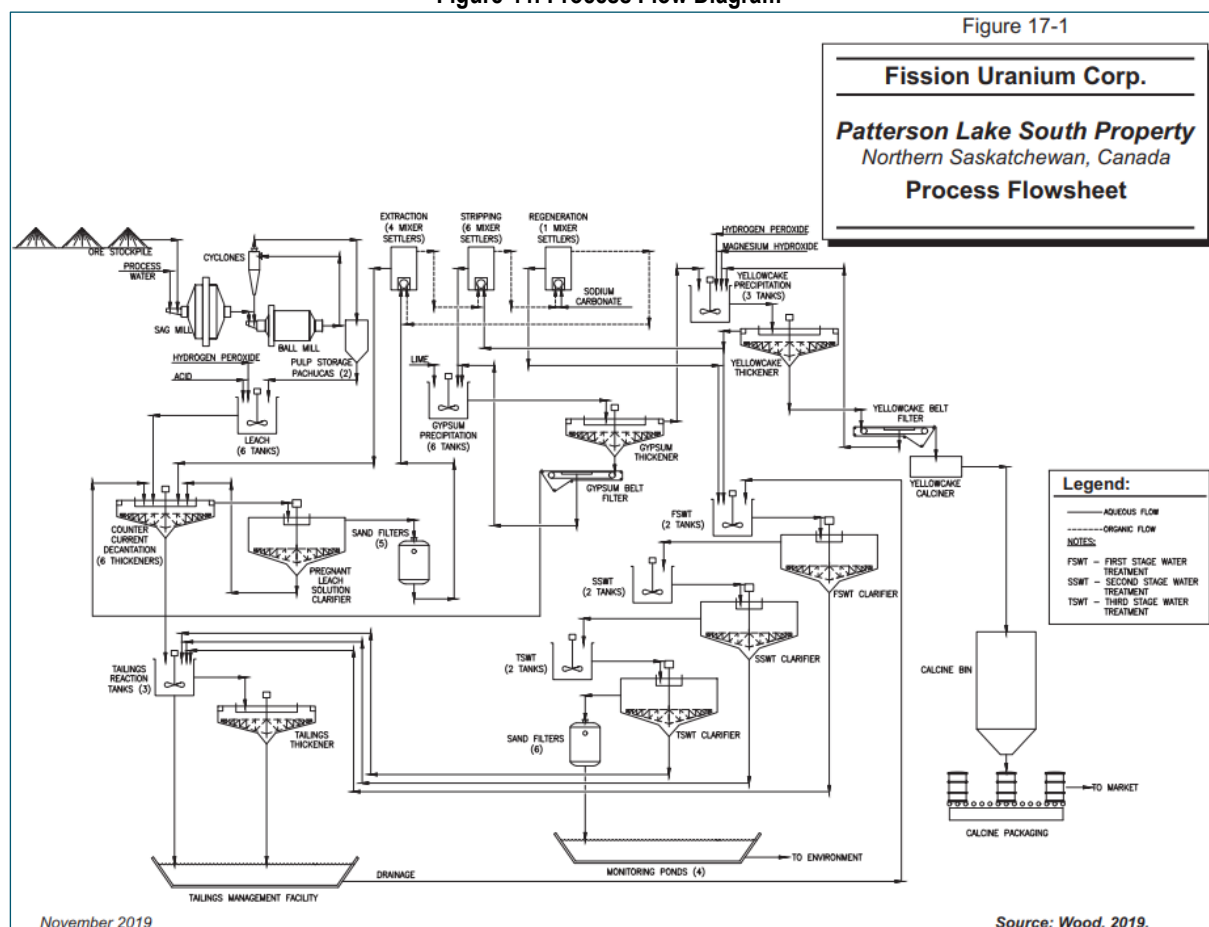 Figure 17-1
Fission Uranium Corp.
Patterson Lake South Property
Northern Saskatchewan, Canada
Process Flowsheet
ORE STOCKPILE
PROCESS
WATER
SAG MILL
CYCLONES
BALL MILL
PULP STORAGE
PACHUCAS (2)
HYDROGEN PEROXIDE
ACID
LEACH
(6 TANKS)
EXTRACTION
(4 MIXER
SETTLERS)
STRIPPING
(6 MIXER
SETTLERS)
REGENERATION
(1 MIXER
SETTLERS)
SODIUM
CARBONATE
HYDROGEN PEROXIDE
MAGNESIUM HYDROXIDE
YELLOWCAKE
PRECIPITATION
(3 TANKS)
YELLOWCAKE
THICKENER
YELLOWCAKE BELT
FILTER
YELLOWCAKE
CALCINER
LIME
GYPSUM
PRECIPITATION
(6 TANKS)
GYPSUM
THICKENER
GYPSUM BELT
FILTER
COUNTER
CURRENT
DECANTATION
(6 THICKENERS)
PREGNANT
LEACH
SOLUTION
CLARIFIER
SAND FILTERS
(5)
FSWT
(2 TANKS)
FSWT CLARIFIER
SSWT
(2 TANKS)
SSWT CLARIFIER
TSWT
(2 TANKS)
TSWT CLARIFIER
SAND FILTERS
(6)
TAILINGS
REACTION
TANKS (3)
TAILINGS
THICKENER
Legend:
AQUEOUS FLOW
ORGANIC FLOW
NOTES:
FSWT – FIRST STAGE WATER
TREATMENT
SSWT – SECOND STAGE WATER
TREATMENT
TSWT – THIRD STAGE WATER
TREATMENT
CALCINE BIN
TO MARKET
CALCINE PACKAGING
TAILINGS MANAGEMENT FACILITY
DRAINAGE
MONITORING PONDS (4)
TO ENVIRONMENT
November 2019
Source: Wood, 2019.